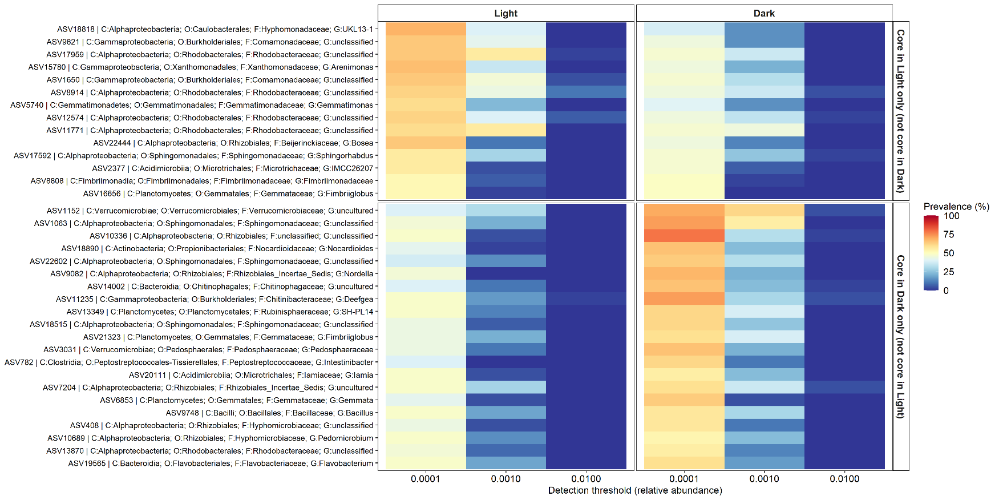 Light
Dark
ASV18818 | C:Alphaproteobacteria; O:Caulobacterales; F:Hyphomonadaceae; G:UKL13-1
ASV9621 | C:Gammaproteobacteria; O:Burkholderiales; F:Comamonadaceae; G:unclassified
ASV17959 | C:Alphaproteobacteria; O:Rhodobacterales; F:Rhodobacteraceae; G:unclassified
ASV15780 | C:Gammaproteobacteria; O:Xanthomonadales; F:Xanthomonadaceae; G:Arenimonas
ASV1650 | C:Gammaproteobacteria; O:Burkholderiales; F:Comamonadaceae; G:unclassified
ASV8914 | C:Alphaproteobacteria; O:Rhodobacterales; F:Rhodobacteraceae; G:unclassified
ASV5740 | C:Gemmatimonadetes; O:Gemmatimonadales; F:Gemmatimonadaceae; G:Gemmatimonas
ASV12574 | C:Alphaproteobacteria; O:Rhodobacterales; F:Rhodobacteraceae; G:unclassified
ASV11771 | C:Alphaproteobacteria; O:Rhodobacterales; F:Rhodobacteraceae; G:unclassified
ASV22444 | C:Alphaproteobacteria; O:Rhizobiales; F:Beijerinckiaceae; G:Bosea
ASV17592 | C:Alphaproteobacteria; O:Sphingomonadales; F:Sphingomonadaceae; G:Sphingorhabdus
ASV2377 | C:Acidimicrobiia; O:Microtrichales; F:Microtrichaceae; G:IMCC26207
ASV8808 | C:Fimbriimonadia; O:Fimbriimonadales; F:Fimbriimonadaceae; G:Fimbriimonadaceae
ASV16656 | C:Planctomycetes; O:Gemmatales; F:Gemmataceae; G:Fimbriiglobus
Core in Light only (not core in Dark)
ASV1152 | C:Verrucomicrobiae; O:Verrucomicrobiales; F:Verrucomicrobiaceae; G:uncultured
ASV1063 | C:Alphaproteobacteria; O:Sphingomonadales; F:Sphingomonadaceae; G:unclassified
ASV10336 | C:Alphaproteobacteria; O:Rhizobiales; F:unclassified; G:unclassified
ASV18890 | C:Actinobacteria; O:Propionibacteriales; F:Nocardioidaceae; G:Nocardioides
ASV22602 | C:Alphaproteobacteria; O:Sphingomonadales; F:Sphingomonadaceae; G:unclassified
ASV9082 | C:Alphaproteobacteria; O:Rhizobiales; F:Rhizobiales_Incertae_Sedis; G:Nordella
ASV14002 | C:Bacteroidia; O:Chitinophagales; F:Chitinophagaceae; G:uncultured
ASV11235 | C:Gammaproteobacteria; O:Burkholderiales; F:Chitinibacteraceae; G:Deefgea
ASV13349 | C:Planctomycetes; O:Planctomycetales; F:Rubinisphaeraceae; G:SH-PL14
ASV18515 | C:Alphaproteobacteria; O:Sphingomonadales; F:Sphingomonadaceae; G:unclassified
ASV21323 | C:Planctomycetes; O:Gemmatales; F:Gemmataceae; G:Fimbriiglobus
ASV3031 | C:Verrucomicrobiae; O:Pedosphaerales; F:Pedosphaeraceae; G:Pedosphaeraceae
ASV782 | C:Clostridia; O:Peptostreptococcales-Tissierellales; F:Peptostreptococcaceae; G:Intestinibacter
ASV20111 | C:Acidimicrobiia; O:Microtrichales; F:Iamiaceae; G:Iamia
ASV7204 | C:Alphaproteobacteria; O:Rhizobiales; F:Rhizobiales_Incertae_Sedis; G:uncultured
ASV6853 | C:Planctomycetes; O:Gemmatales; F:Gemmataceae; G:Gemmata
ASV9748 | C:Bacilli; O:Bacillales; F:Bacillaceae; G:Bacillus
ASV408 | C:Alphaproteobacteria; O:Rhizobiales; F:Hyphomicrobiaceae; G:unclassified
ASV10689 | C:Alphaproteobacteria; O:Rhizobiales; F:Hyphomicrobiaceae; G:Pedomicrobium
ASV13870 | C:Alphaproteobacteria; O:Rhodobacterales; F:Rhodobacteraceae; G:unclassified
ASV19565 | C:Bacteroidia; O:Flavobacteriales; F:Flavobacteriaceae; G:Flavobacterium
Core in Dark only (not core in Light)
0.0001 0.0010 0.0100 0.0001 0.0010 0.0100
Detection threshold (relative abundance)
Prevalence (%)
100
75
50
25
0